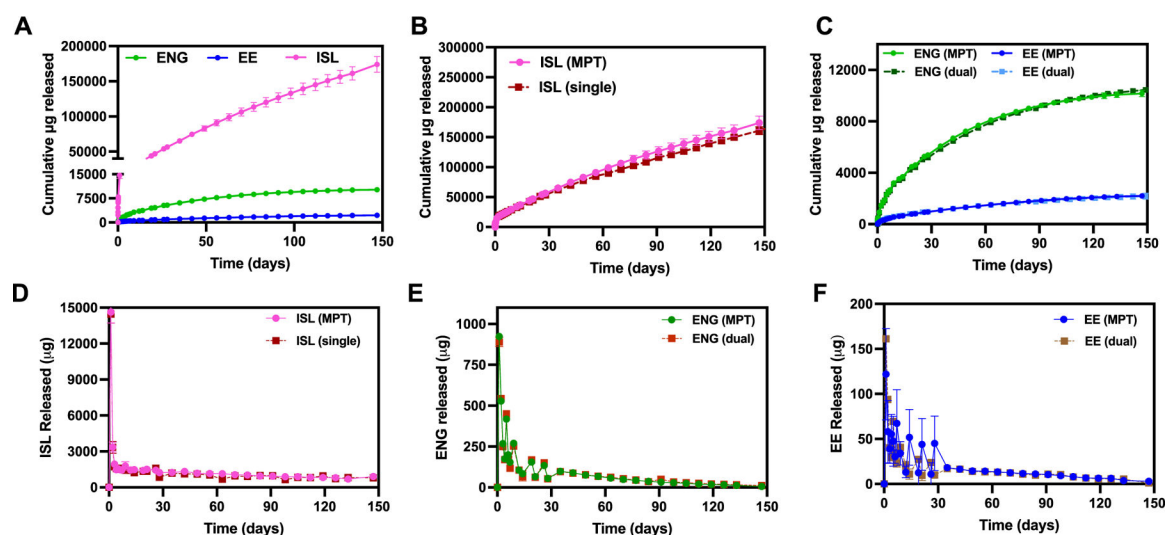 A
ENG EE ISL
Cumulative µg released
200000
150000
100000
50000
15000
7500
0
0 50 100 150
Time (days)
B
ISL (MPT)
ISL (single)
Cumulative µg released
300000
250000
200000
150000
100000
50000
0
0 30 60 90 120 150
Time (days)
C
ENG (MPT) EE (MPT)
ENG (dual) EE (dual)
Cumulative µg released
12000
8000
4000
0
0 30 60 90 120 150
Time (days)
D
ISL (MPT)
ISL (single)
ISL Released (µg)
15000
12000
9000
6000
3000
0
0 30 60 90 120 150
Time (days)
E
ENG (MPT)
ENG (dual)
ENG released (µg)
1000
750
500
250
0
0 30 60 90 120 150
Time (days)
F
EE (MPT)
EE (dual)
EE Released (µg)
200
150
100
50
0
0 30 60 90 120 150
Time (days)